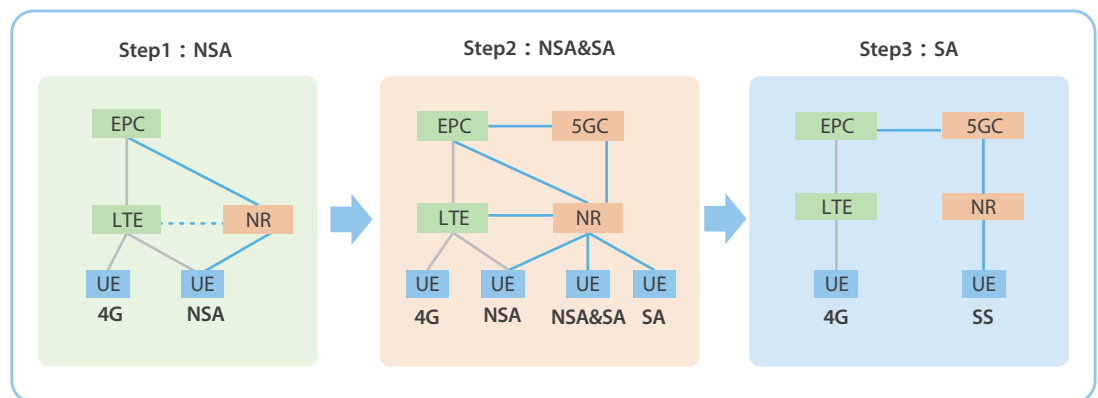 Step1：NSA
EPC
LTE
NR
UE
UE
4G
NSA
Step2：NSA&SA
EPC
5GC
LTE
NR
UE
UE
UE
UE
4G
NSA
NSA&SA
SA
Step3：SA
EPC
5GC
LTE
NR
UE
UE
4G
SS